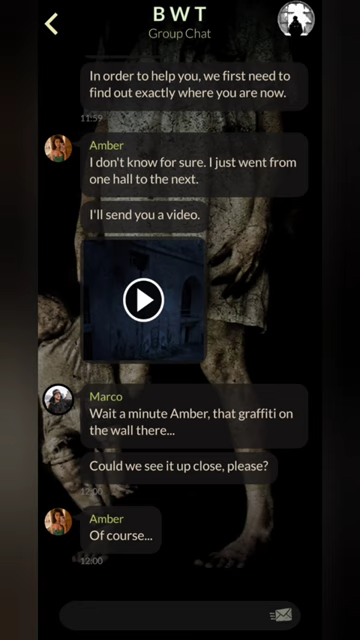 BWT
Group Chat
In order to help you, we first need to
find out exactly where you are now.
11:59
Amber
I don't know for sure. I just went from
one hall to the next.
I'll send you a video.
Marco
Wait a minute Amber, that graffiti on
the wall there...
Could we see it up close, please?
12:00
Amber
Of course...
12:00